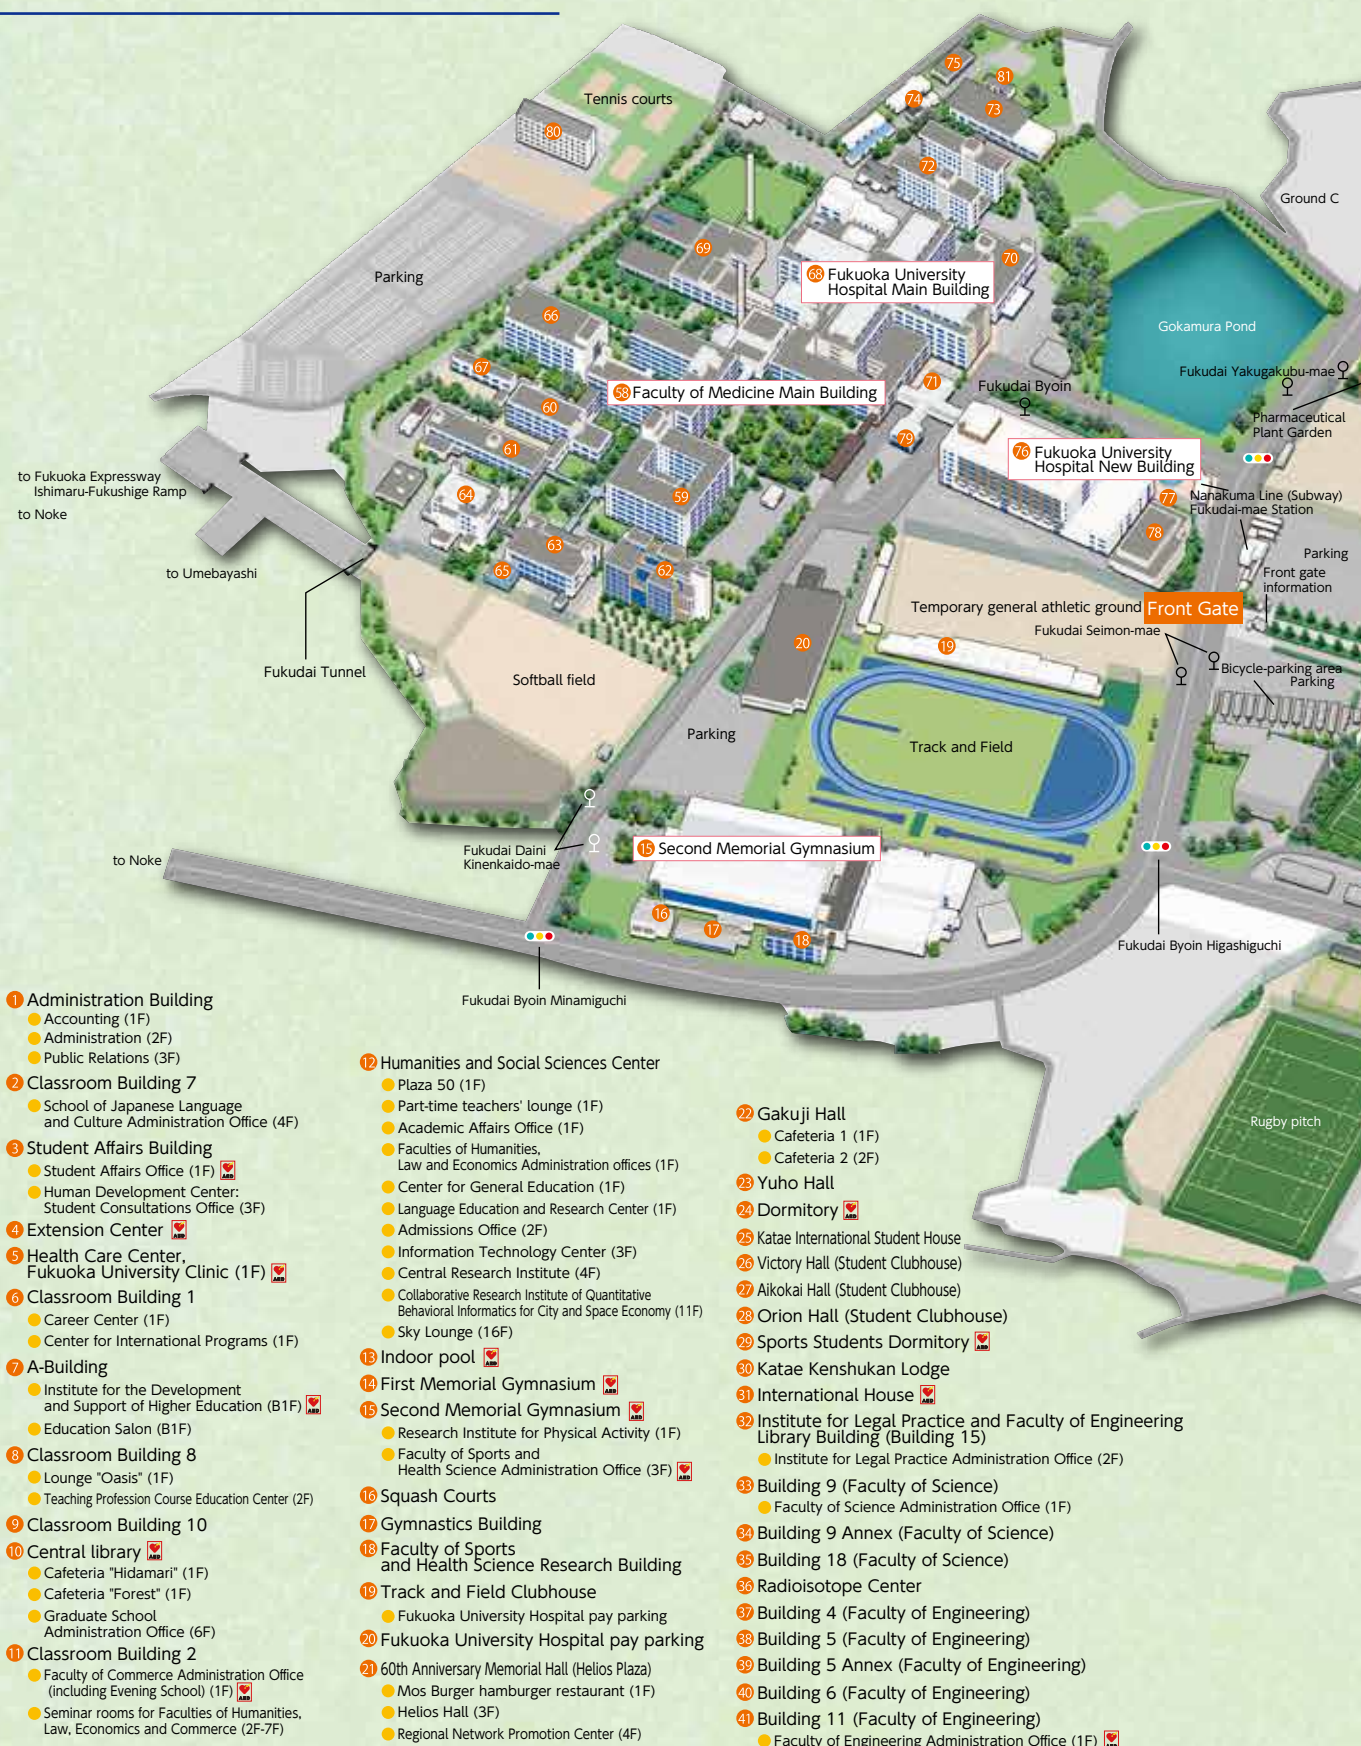 Tennis courts
80
75
81
74
73
72
Ground C
69
70
68 Fukuoka University
Hospital Main Building
Parking
66
Gokamura Pond
67
71
Fukudai Yakugakubu-mae
Fukudai Byoin
58 Faculty of Medicine Main Building
60
Pharmaceutical
Plant Garden
79
61
76 Fukuoka University
Hospital New Building
to Fukuoka Expressway
Ishimaru-Fukushige Ramp
to Noke
64
59
77
Nanakuma Line (Subway)
Fukudai-mae Station
78
63
Parking
to Umebayashi
65
62
Front gate
information
Temporary general athletic ground
Front Gate
Fukudai Seimon-mae
20
19
Fukudai Tunnel
Softball field
Bicycle-parking area
Parking
Parking
Track and Field
to Noke
Fukudai Daini
Kinenkaido-mae
15 Second Memorial Gymnasium
16
17
18
Fukudai Byoin Higashiguchi
Fukudai Byoin Minamiguchi
Rugby pitch
1 Administration Building
Accounting (1F)
Administration (2F)
Public Relations (3F)
2 Classroom Building 7
School of Japanese Language
and Culture Administration Office (4F)
3 Student Affairs Building
Student Affairs Office (1F) AED
Human Development Center:
Student Consultations Office (3F)
4 Extension Center AED
5 Health Care Center,
Fukuoka University Clinic (1F) AED
6 Classroom Building 1
Career Center (1F)
Center for International Programs (1F)
7 A-Building
Institute for the Development
and Support of Higher Education (B1F) AED
Education Salon (B1F)
8 Classroom Building 8
Lounge "Oasis" (1F)
Teaching Profession Course Education Center (2F)
9 Classroom Building 10
10 Central library AED
Cafeteria "Hidamari" (1F)
Cafeteria "Forest" (1F)
Graduate School
Administration Office (6F)
11 Classroom Building 2
Faculty of Commerce Administration Office
(including Evening School) (1F) AED
Seminar rooms for Faculties of Humanities,
Law, Economics and Commerce (2F-7F)
12 Humanities and Social Sciences Center
Plaza 50 (1F)
Part-time teachers' lounge (1F)
Academic Affairs Office (1F)
Faculties of Humanities,
Law and Economics Administration offices (1F)
Center for General Education (1F)
Language Education and Research Center (1F)
Admissions Office (2F)
Information Technology Center (3F)
Central Research Institute (4F)
Collaborative Research Institute of Quantitative
Behavioral Informatics for City and Space Economy (11F)
Sky Lounge (16F)
13 Indoor pool AED
14 First Memorial Gymnasium AED
15 Second Memorial Gymnasium AED
Research Institute for Physical Activity (1F)
Faculty of Sports and
Health Science Administration Office (3F) AED
16 Squash Courts
17 Gymnastics Building
18 Faculty of Sports
and Health Science Research Building
19 Track and Field Clubhouse
Fukuoka University Hospital pay parking
20 Fukuoka University Hospital pay parking
21 60th Anniversary Memorial Hall (Helios Plaza)
Mos Burger hamburger restaurant (1F)
Helios Hall (3F)
Regional Network Promotion Center (4F)
22 Gakuji Hall
Cafeteria 1 (1F)
Cafeteria 2 (2F)
23 Yuho Hall
24 Dormitory AED
25 Katae International Student House
26 Victory Hall (Student Clubhouse)
27 Aikokai Hall (Student Clubhouse)
28 Orion Hall (Student Clubhouse)
29 Sports Students Dormitory AED
30 Katae Kenshukan Lodge
31 International House AED
32 Institute for Legal Practice and Faculty of Engineering
Library Building (Building 15)
Institute for Legal Practice Administration Office (2F)
33 Building 9 (Faculty of Science)
Faculty of Science Administration Office (1F)
34 Building 9 Annex (Faculty of Science)
35 Building 18 (Faculty of Science)
36 Radioisotope Center
37 Building 4 (Faculty of Engineering)
38 Building 5 (Faculty of Engineering)
39 Building 5 Annex (Faculty of Engineering)
40 Building 6 (Faculty of Engineering)
41 Building 11 (Faculty of Engineering)
Faculty of Engineering Administration Office (1F) AED